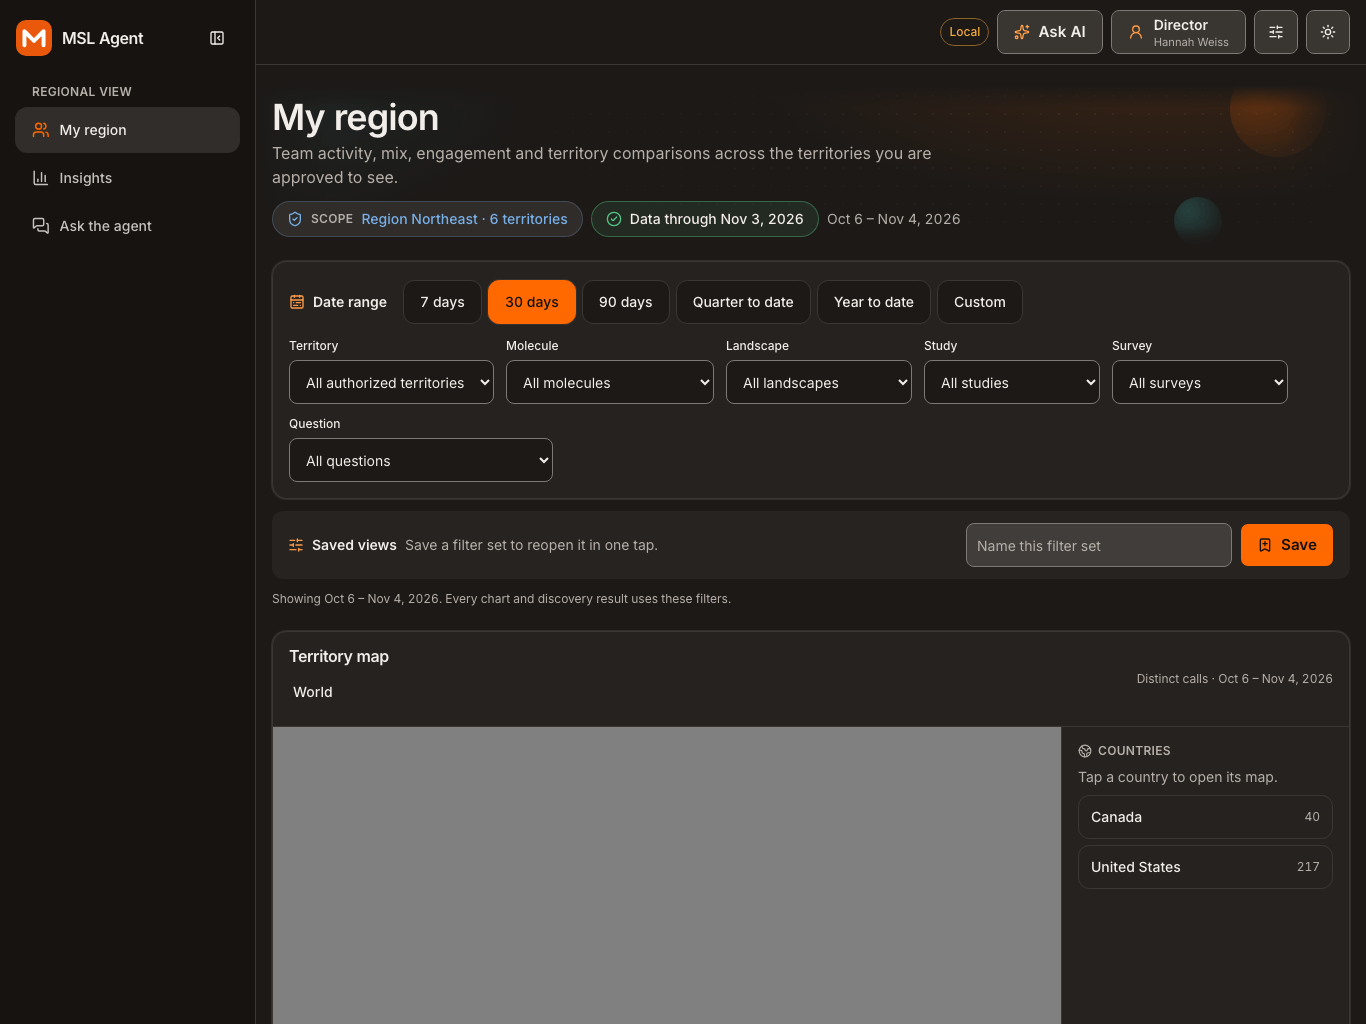 MSL Agent
REGIONAL VIEW
My region
Insights
Ask the agent
Local
Ask AI
Director
Hannah Weiss
My region
Team activity, mix, engagement and territory comparisons across the territories you are
approved to see.
SCOPE Region Northeast · 6 territories
Data through Nov 3, 2026
Oct 6 – Nov 4, 2026
Date range
7 days
30 days
90 days
Quarter to date
Year to date
Custom
Territory
All authorized territories
Molecule
All molecules
Landscape
All landscapes
Study
All studies
Survey
All surveys
Question
All questions
Saved views Save a filter set to reopen it in one tap.
Name this filter set
Save
Showing Oct 6 – Nov 4, 2026. Every chart and discovery result uses these filters.
Territory map
World
Distinct calls · Oct 6 – Nov 4, 2026
COUNTRIES
Tap a country to open its map.
Canada 40
United States 217